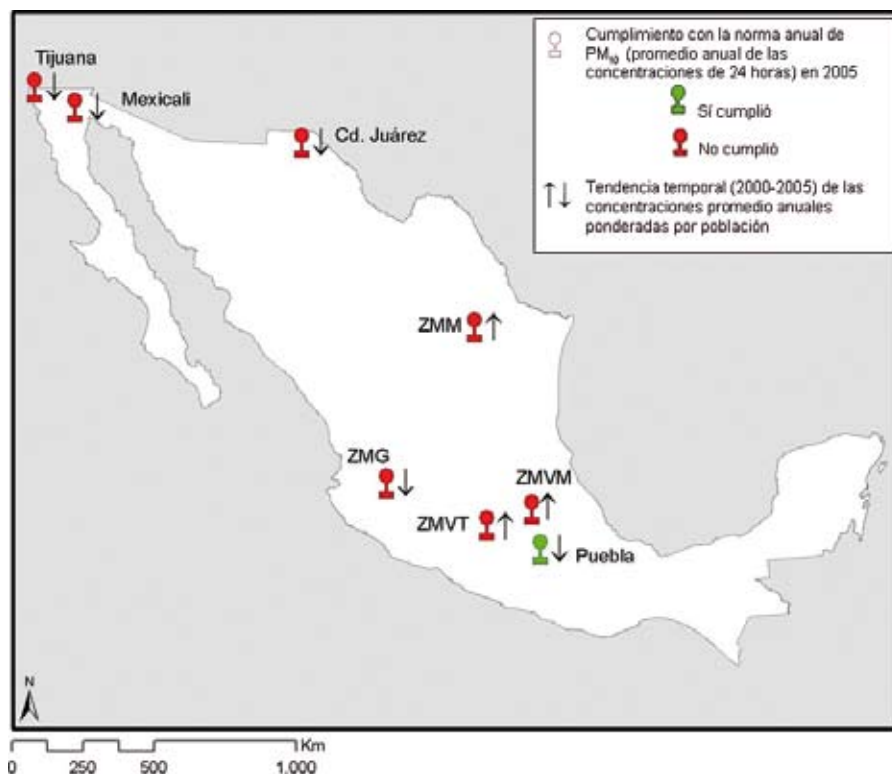 Tijuana
Mexicali
Cd. Juárez
ZMM
ZMG
ZMVM
ZMVT
Puebla
Cumplimiento con la norma anual de
PM₁₀ (promedio anual de las
concentraciones de 24 horas) en 2005
Sí cumplió
No cumplió
Tendencia temporal (2000-2005) de las
concentraciones promedio anuales
ponderadas por población
N
Km
0 250 500 1.000